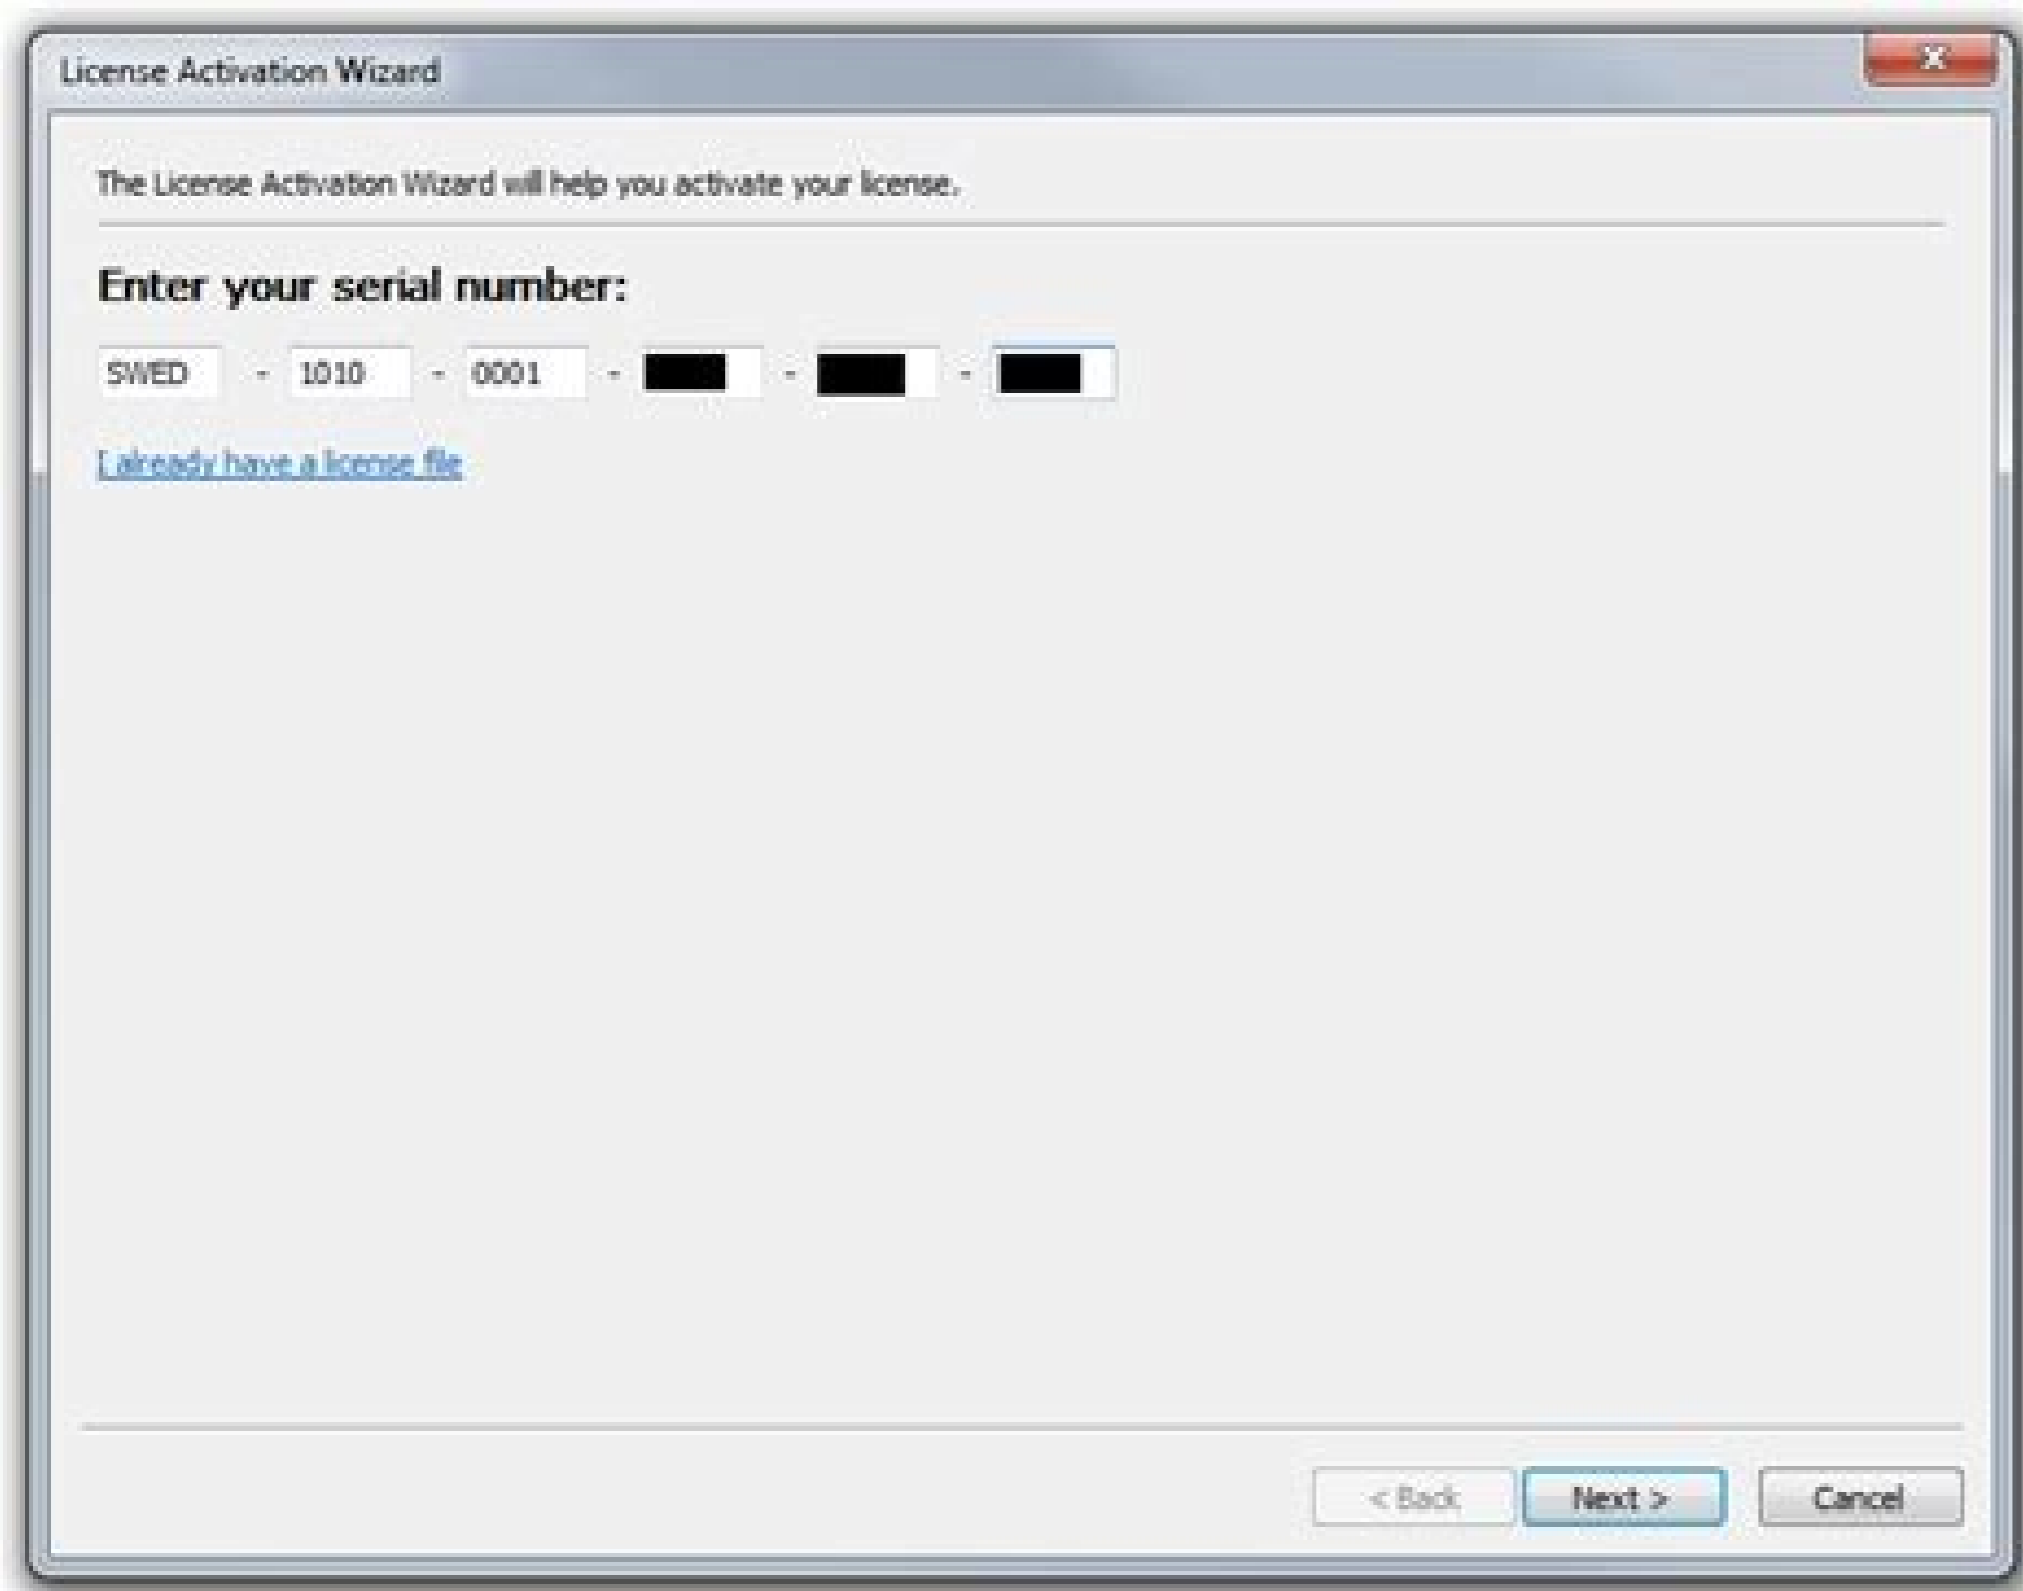 License Activation Wizard
The License Activation Wizard will help you activate your license.
Enter your serial number:
SWED - 1010 - 0001 - - -
I already have a license file
< Back Next > Cancel